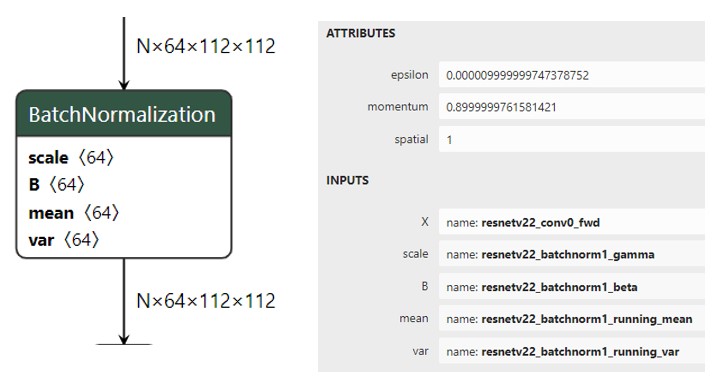 N×64×112×112
BatchNormalization
scale 〈64〉
B 〈64〉
mean 〈64〉
var 〈64〉
N×64×112×112
ATTRIBUTES
epsilon 0.000009999999747378752
momentum 0.8999999761581421
spatial 1
INPUTS
X name: resnetv22_conv0_fwd
scale name: resnetv22_batchnorm1_gamma
B name: resnetv22_batchnorm1_beta
mean name: resnetv22_batchnorm1_running_mean
var name: resnetv22_batchnorm1_running_var